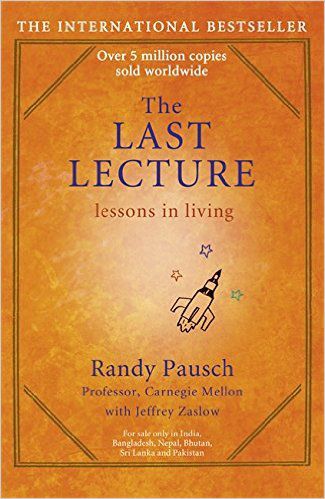 THE INTERNATIONAL BESTSELLER
Over 5 million copies
sold worldwide
The
LAST
LECTURE
lessons in living
Randy Pausch
Professor, Carnegie Mellon
with Jeffrey Zaslow
For sale only in India,
Bangladesh, Nepal, Bhutan,
Sri Lanka and Pakistan